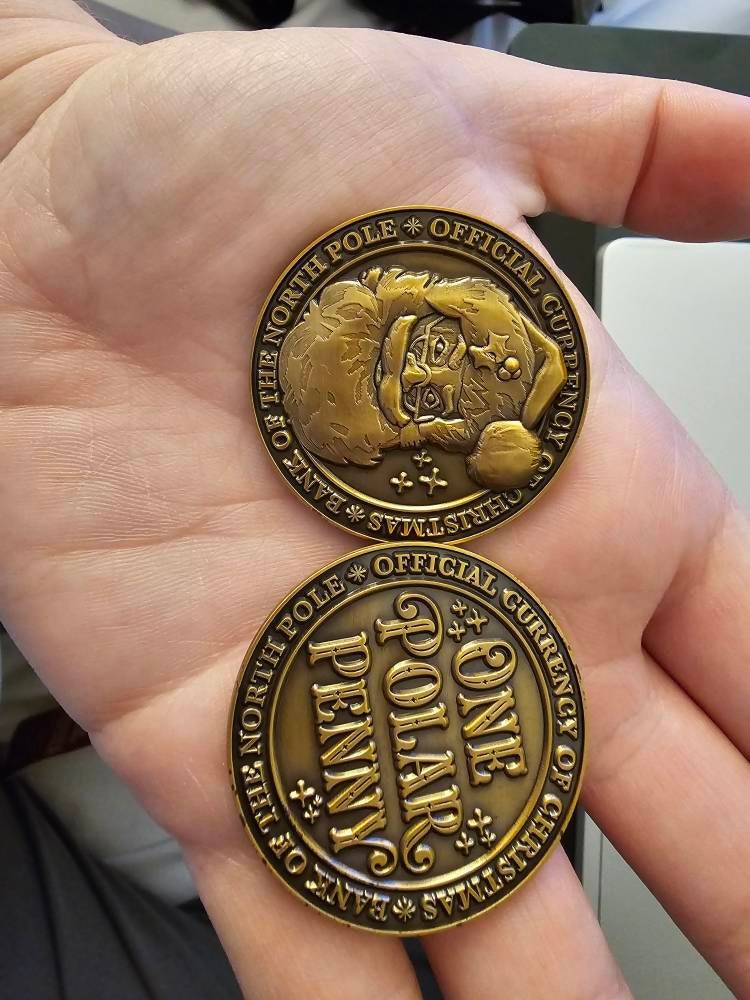 BANK OF THE NORTH POLE * OFFICIAL CURRENCY OF CHRISTMAS *
BANK OF THE NORTH POLE * OFFICIAL CURRENCY OF CHRISTMAS *
ONE
POLAR
PENNY